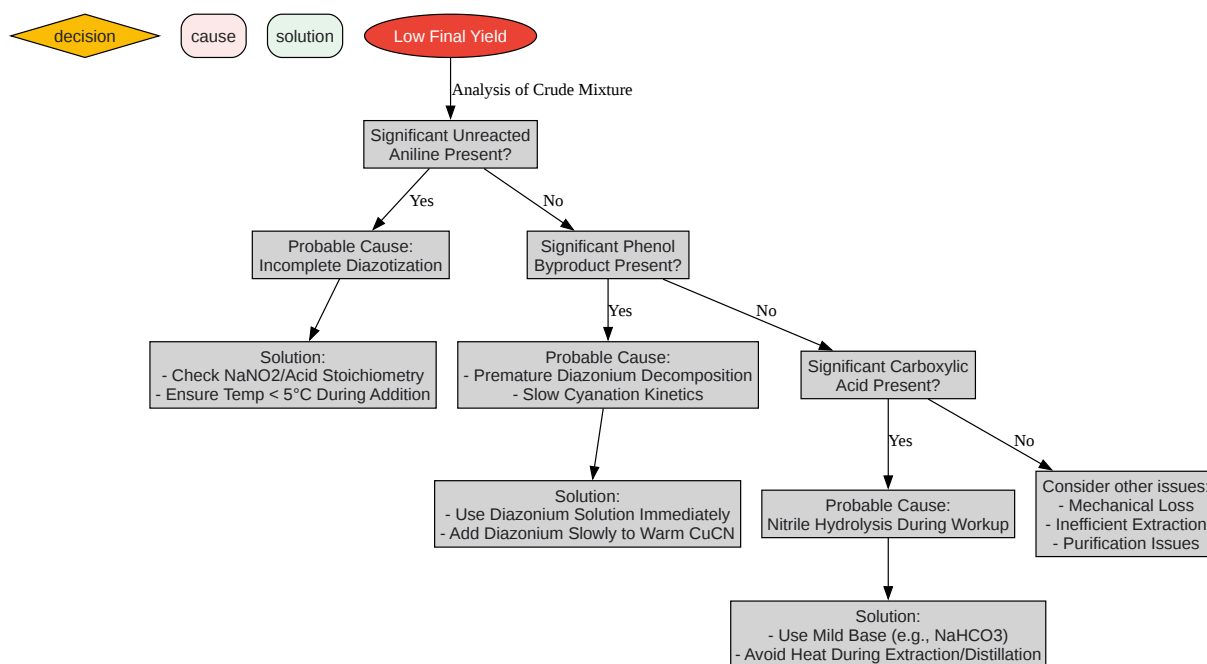 decision
cause
solution
Low Final Yield
Analysis of Crude Mixture
Significant Unreacted
Aniline Present?
Yes
No
Probable Cause:
Incomplete Diazotization
Significant Phenol
Byproduct Present?
Yes
No
Solution:
- Check NaNO2/Acid Stoichiometry
- Ensure Temp < 5°C During Addition
Probable Cause:
- Premature Diazonium Decomposition
- Slow Cyanation Kinetics
Significant Carboxylic
Acid Present?
Yes
No
Solution:
- Use Diazonium Solution Immediately
- Add Diazonium Slowly to Warm CuCN
Probable Cause:
Nitrile Hydrolysis During Workup
Consider other issues:
- Mechanical Loss
- Inefficient Extraction
- Purification Issues
Solution:
- Use Mild Base (e.g., NaHCO3)
- Avoid Heat During Extraction/Distillation